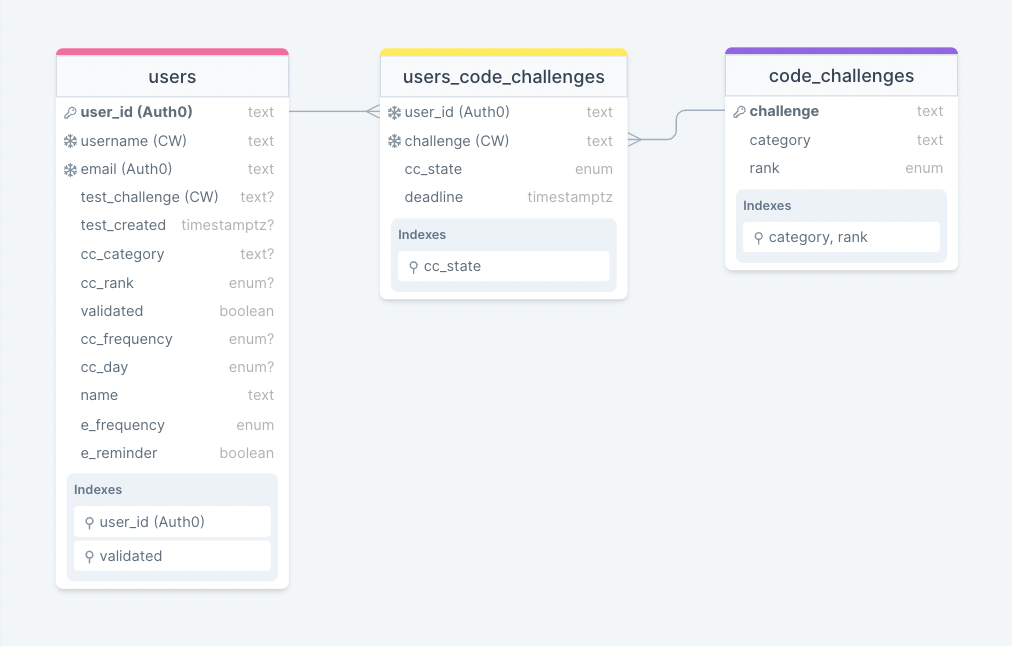 users
user_id (Auth0) text
username (CW) text
email (Auth0) text
test_challenge (CW) text?
test_created timestamptz?
cc_category text?
cc_rank enum?
validated boolean
cc_frequency enum?
cc_day enum?
name text
e_frequency enum
e_reminder boolean
Indexes
user_id (Auth0)
validated
users_code_challenges
user_id (Auth0) text
challenge (CW) text
cc_state enum
deadline timestamptz
Indexes
cc_state
code_challenges
challenge text
category text
rank enum
Indexes
category, rank